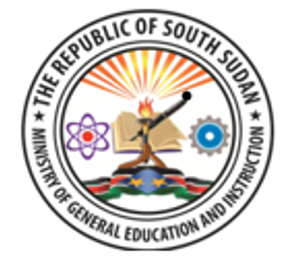 THE REPUBLIC OF SOUTH SUDAN
MINISTRY OF GENERAL EDUCATION AND INSTRUCTION